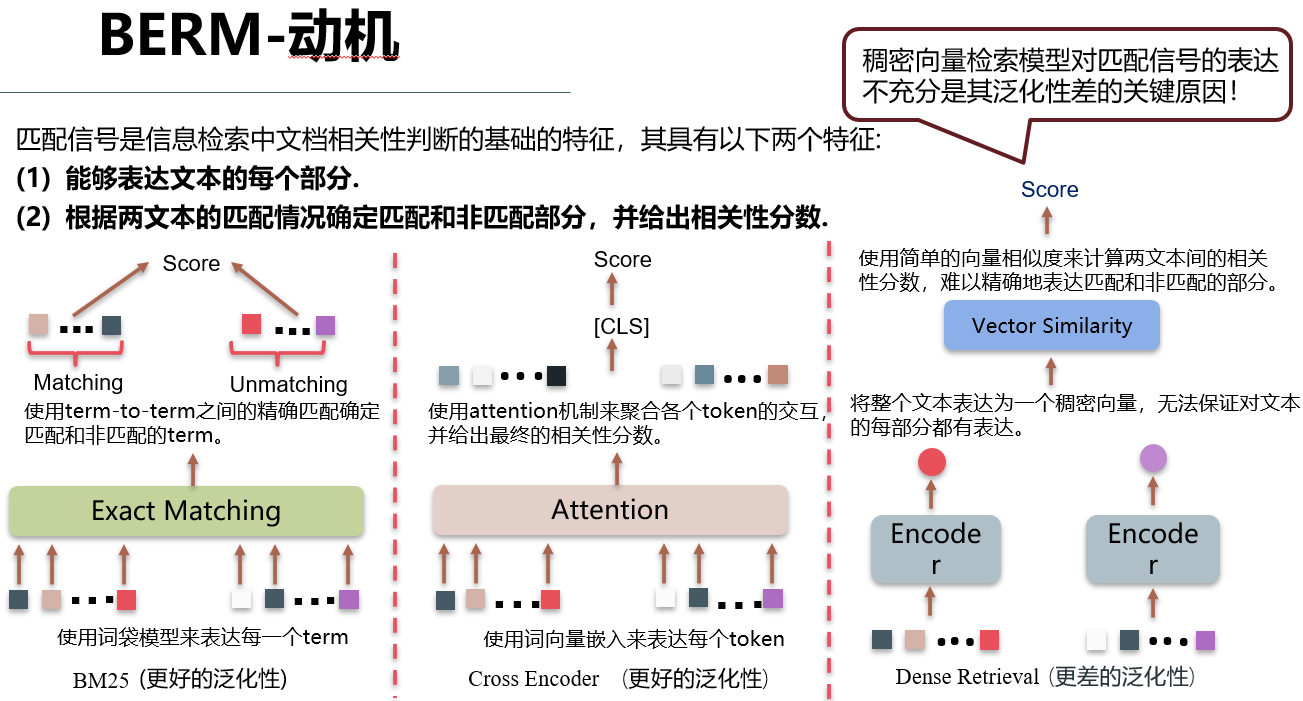 BERM-动机
稠密向量检索模型对匹配信号的表达
不充分是其泛化性差的关键原因！
匹配信号是信息检索中文档相关性判断的基础的特征，其具有以下两个特征:
(1) 能够表达文本的每个部分.
(2) 根据两文本的匹配情况确定匹配和非匹配部分，并给出相关性分数.
Score
Matching
Unmatching
使用term-to-term之间的精确匹配确定
匹配和非匹配的term。
Exact Matching
使用词袋模型来表达每一个term
BM25 (更好的泛化性)
Score
[CLS]
使用attention机制来聚合各个token的交互，
并给出最终的相关性分数。
Attention
使用词向量嵌入来表达每个token
Cross Encoder （更好的泛化性）
Score
使用简单的向量相似度来计算两文本间的相关
性分数，难以精确地表达匹配和非匹配的部分。
Vector Similarity
将整个文本表达为一个稠密向量，无法保证对文本
的每部分都有表达。
Encode
r
Encode
r
Dense Retrieval (更差的泛化性)